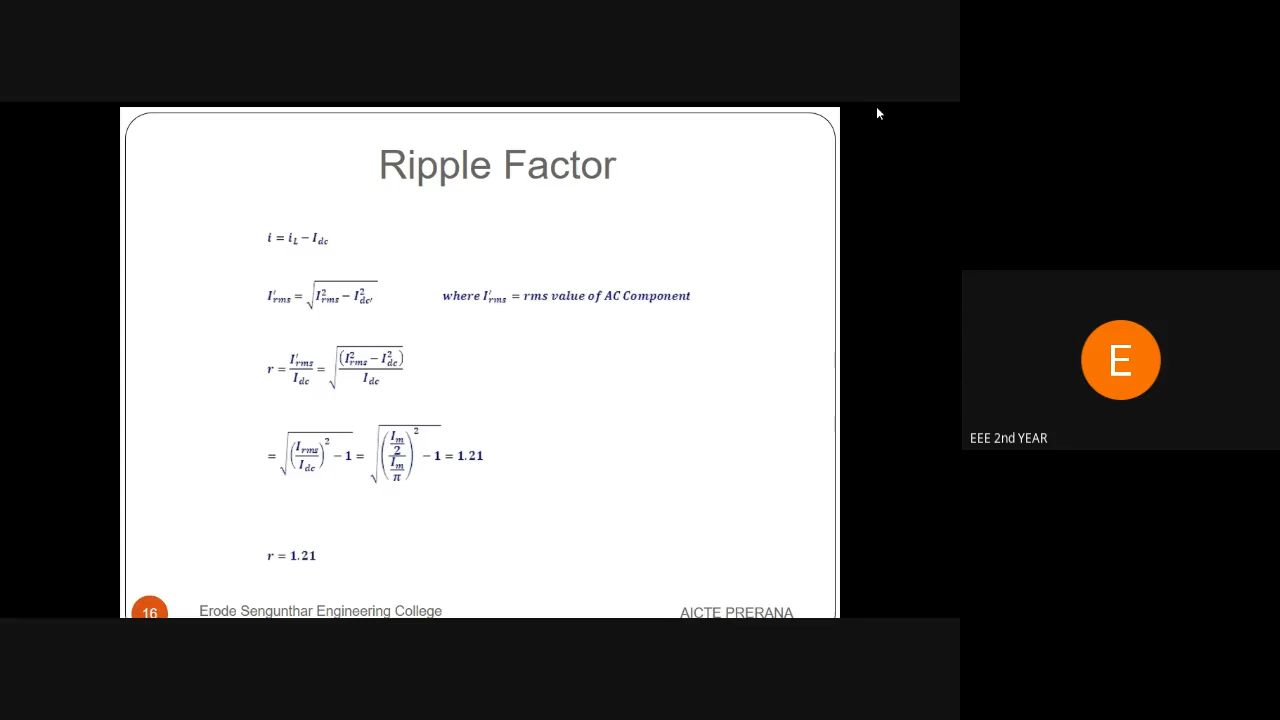 Ripple Factor
i = i_L − I_dc
I′_rms = √(I²_rms − I²_dc′) where I′_rms = rms value of AC Component
r = I′_rms / I_dc = √((I²_rms − I²_dc) / I_dc)
= √((I_rms / I_dc)² − 1) = √(((I_m / 2) / (I_m / π))² − 1) = 1.21
r = 1.21
16 Erode Sengunthar Engineering College AICTE PRERANA
E
EEE 2nd YEAR